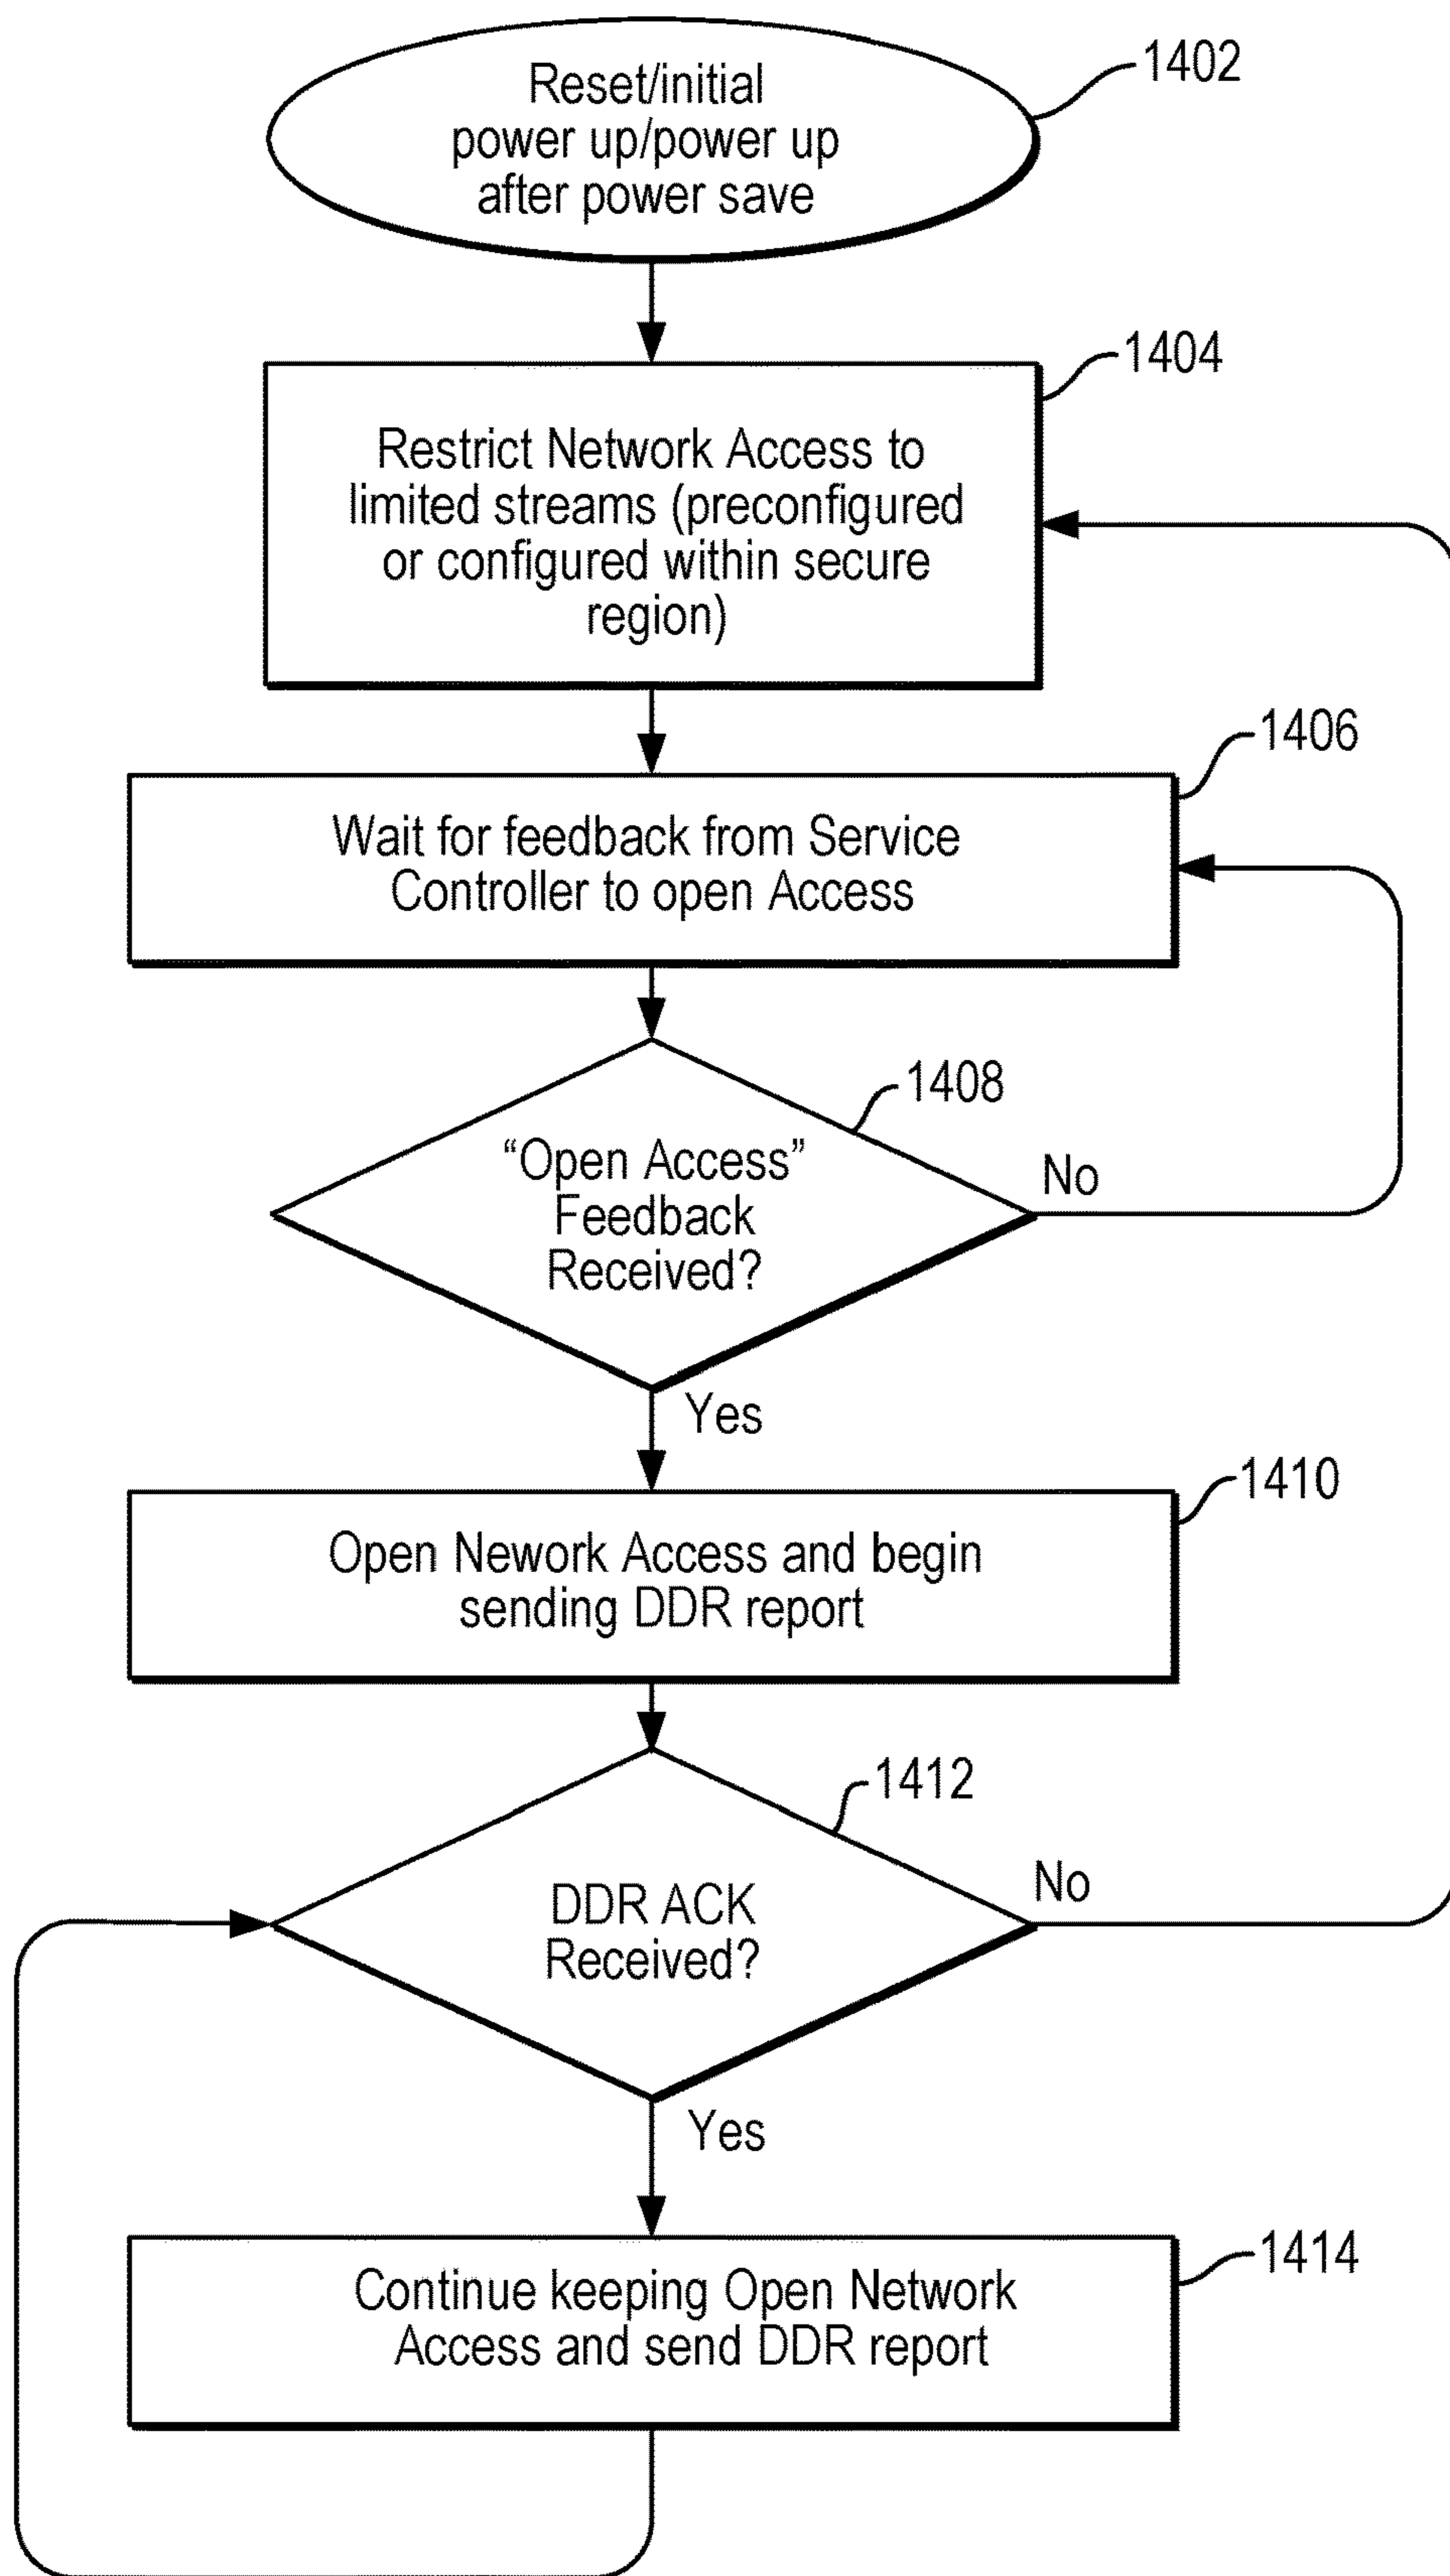 Reset/initial
power up/power up
after power save
1402
1404
Restrict Network Access to
limited streams (preconfigured
or configured within secure
region)
1406
Wait for feedback from Service
Controller to open Access
1408
“Open Access”
Feedback
Received?
No
Yes
1410
Open Nework Access and begin
sending DDR report
1412
DDR ACK
Received?
No
Yes
1414
Continue keeping Open Network
Access and send DDR report